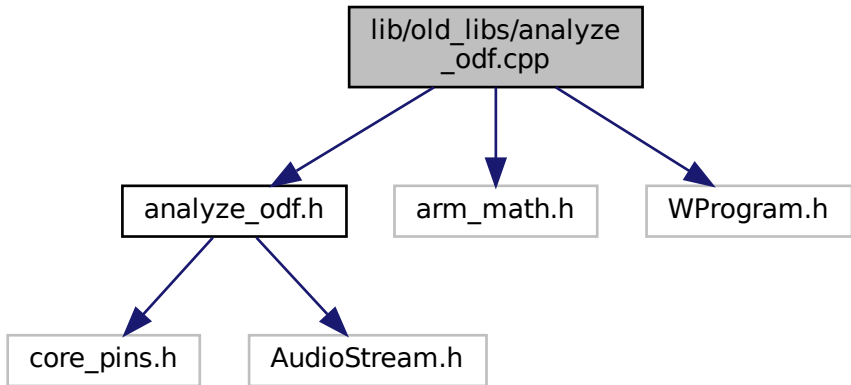 lib/old_libs/analyze
_odf.cpp
analyze_odf.h
arm_math.h
WProgram.h
core_pins.h
AudioStream.h